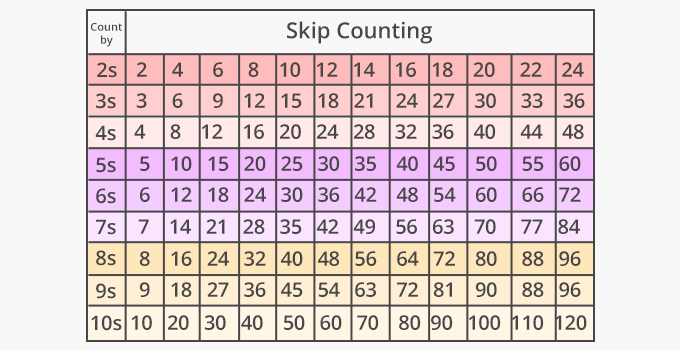 Count by Skip Counting
2s 2 4 6 8 10 12 14 16 18 20 22 24
3s 3 6 9 12 15 18 21 24 27 30 33 36
4s 4 8 12 16 20 24 28 32 36 40 44 48
5s 5 10 15 20 25 30 35 40 45 50 55 60
6s 6 12 18 24 30 36 42 48 54 60 66 72
7s 7 14 21 28 35 42 49 56 63 70 77 84
8s 8 16 24 32 40 48 56 64 72 80 88 96
9s 9 18 27 36 45 54 63 72 81 90 88 96
10s 10 20 30 40 50 60 70 80 90 100 110 120